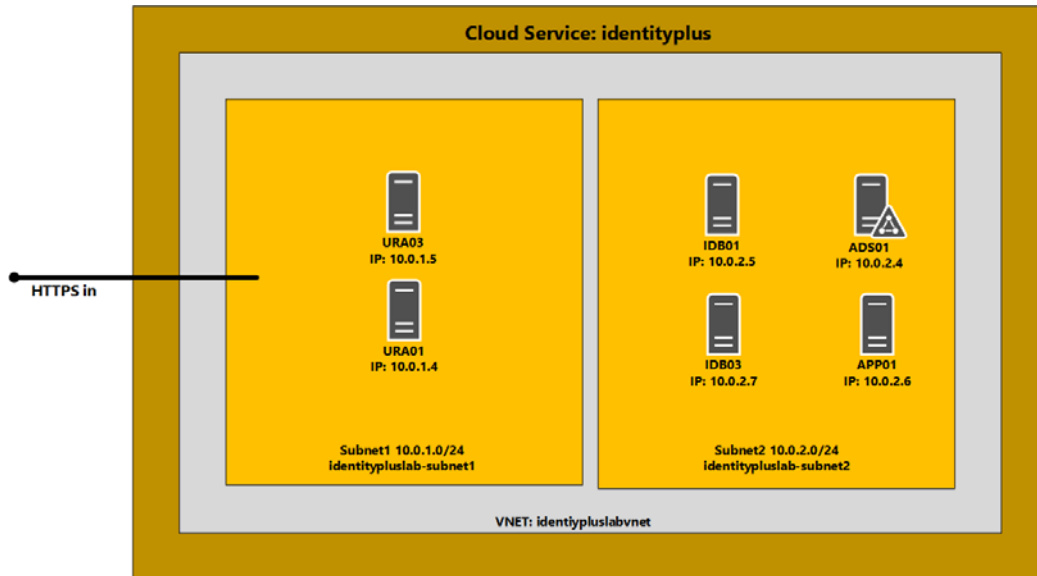 Cloud Service: identityplus
URA03
IP: 10.0.1.5
IDB01
IP: 10.0.2.5
ADS01
IP: 10.0.2.4
HTTPS in
URA01
IP: 10.0.1.4
IDB03
IP: 10.0.2.7
APP01
IP: 10.0.2.6
Subnet1 10.0.1.0/24
identitypluslab-subnet1
Subnet2 10.0.2.0/24
identitypluslab-subnet2
VNET: identiypluslabvnet